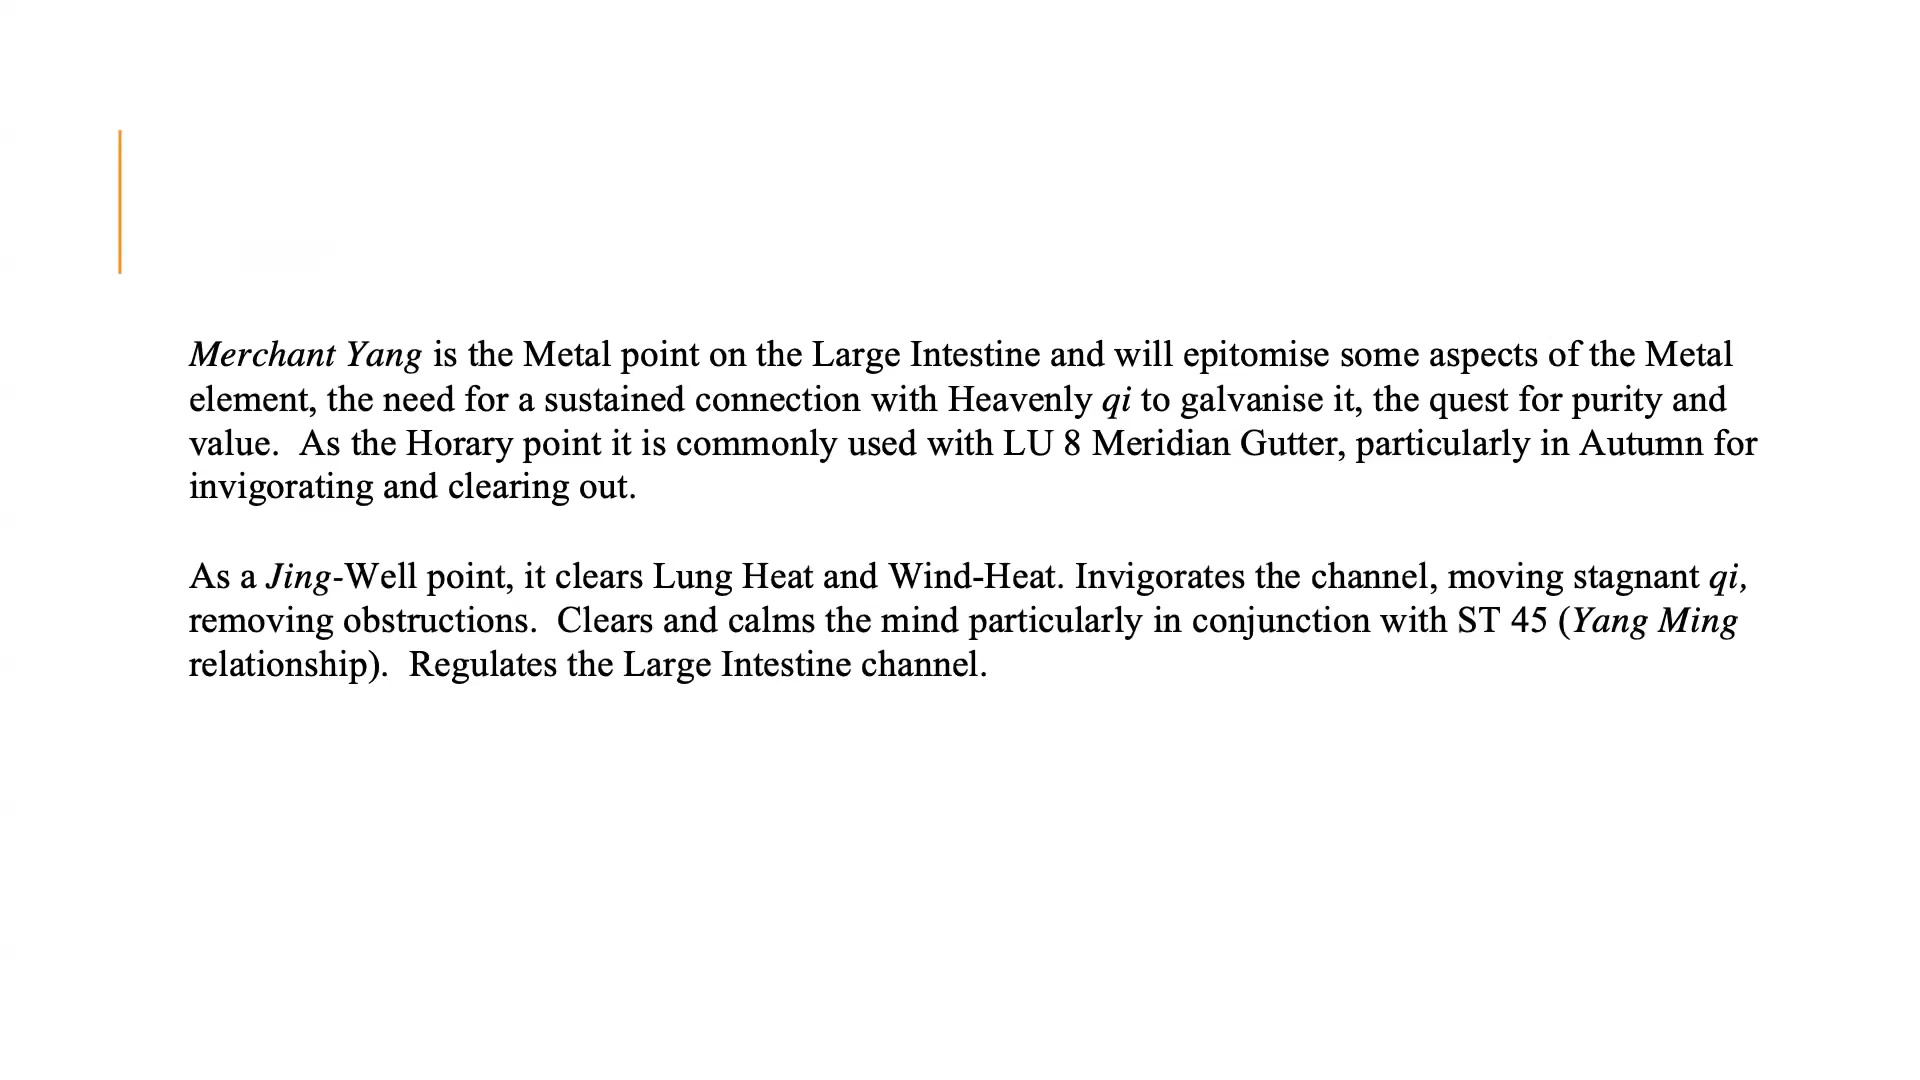 Merchant Yang is the Metal point on the Large Intestine and will epitomise some aspects of the Metal
element, the need for a sustained connection with Heavenly qi to galvanise it, the quest for purity and
value.  As the Horary point it is commonly used with LU 8 Meridian Gutter, particularly in Autumn for
invigorating and clearing out.
As a Jing-Well point, it clears Lung Heat and Wind-Heat. Invigorates the channel, moving stagnant qi,
removing obstructions.  Clears and calms the mind particularly in conjunction with ST 45 (Yang Ming
relationship).  Regulates the Large Intestine channel.